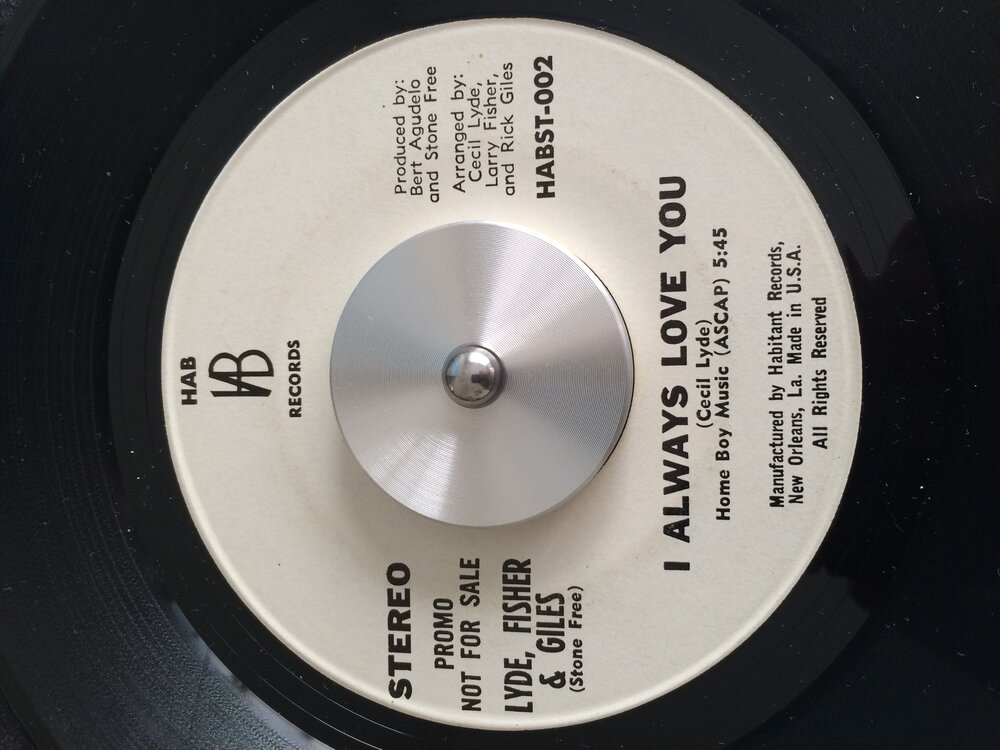 HAB
HAB
RECORDS
STEREO
PROMO
NOT FOR SALE
LYDE, FISHER
& GILES
(Stone Free)
Produced by:
Bert Agudelo
and Stone Free
Arranged by:
Cecil Lyde,
Larry Fisher,
and Rick Giles
HABST-002
I ALWAYS LOVE YOU
(Cecil Lyde)
Home Boy Music (ASCAP) 5:45
Manufactured by Habitant Records,
New Orleans, La. Made in U.S.A.
All Rights Reserved